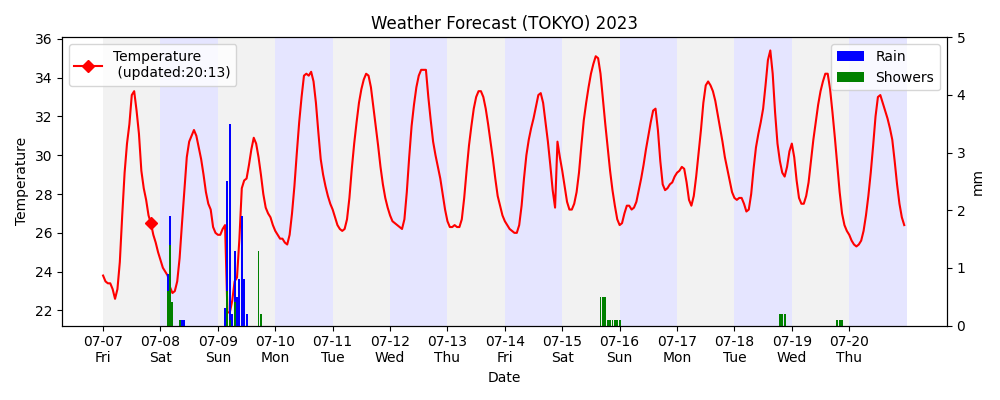 Weather Forecast (TOKYO) 2023
Temperature
(updated:20:13)
Rain
Showers
Temperature
36
34
32
30
28
26
24
22
5
4
3
2
1
0
mm
07-07 07-08 07-09 07-10 07-11 07-12 07-13 07-14 07-15 07-16 07-17 07-18 07-19 07-20
Fri Sat Sun Mon Tue Wed Thu Fri Sat Sun Mon Tue Wed Thu
Date